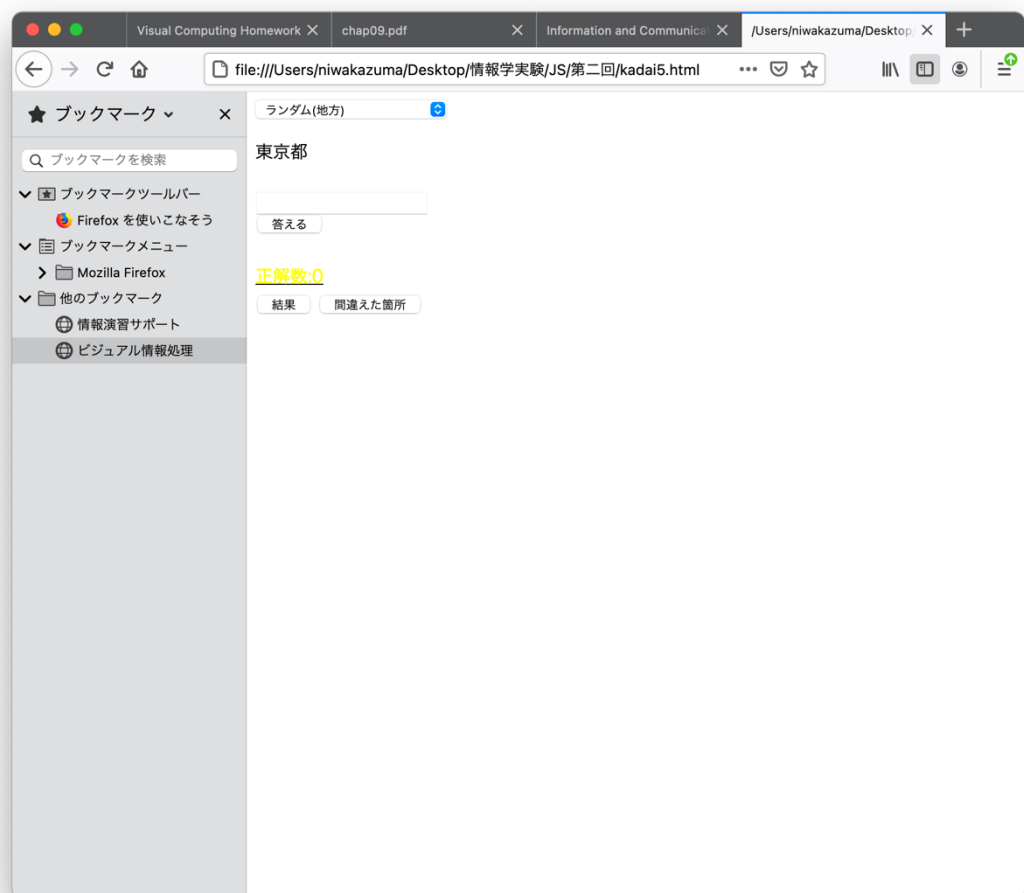 Visual Computing Homework
chap09.pdf
Information and Communica
/Users/niwakazuma/Desktop/
file:///Users/niwakazuma/Desktop/情報学実験/JS/第二回/kadai5.html
ブックマーク
ブックマークを検索
ブックマークツールバー
Firefox を使いこなそう
ブックマークメニュー
Mozilla Firefox
他のブックマーク
情報演習サポート
ビジュアル情報処理
ランダム(地方)
東京都
答える
正解数:0
結果 間違えた箇所